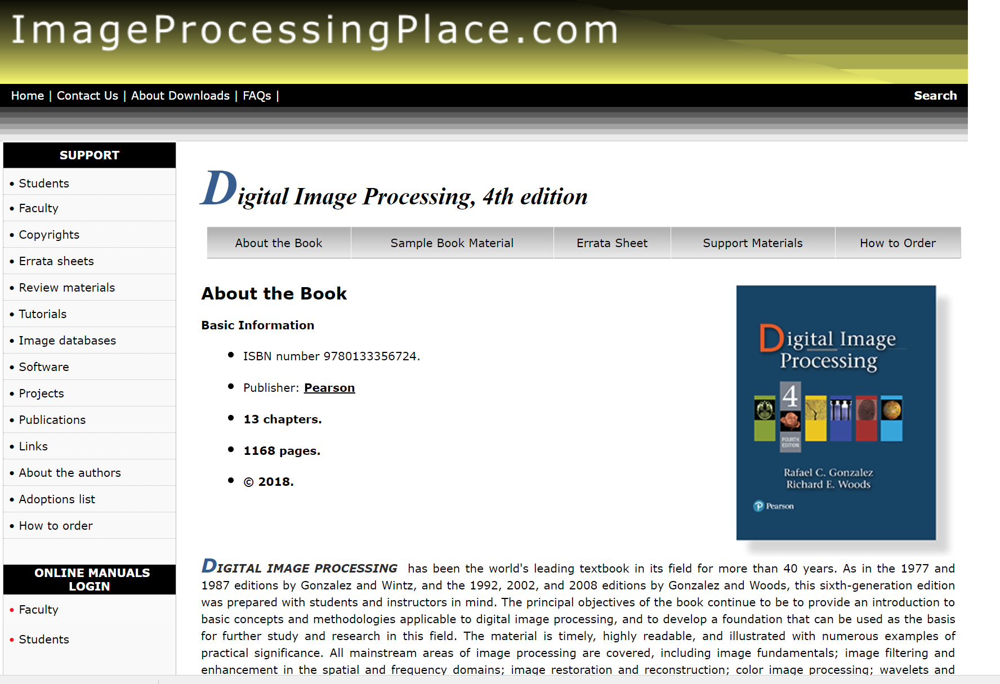 ImageProcessingPlace.com
Home | Contact Us | About Downloads | FAQs |
Search
SUPPORT
• Students
• Faculty
• Copyrights
• Errata sheets
• Review materials
• Tutorials
• Image databases
• Software
• Projects
• Publications
• Links
• About the authors
• Adoptions list
• How to order
ONLINE MANUALS
LOGIN
• Faculty
• Students
Digital Image Processing, 4th edition
About the Book
Sample Book Material
Errata Sheet
Support Materials
How to Order
About the Book
Basic Information
• ISBN number 9780133356724.
• Publisher: Pearson
• 13 chapters.
• 1168 pages.
• © 2018.
Digital Image
Processing
4
FOURTH
EDITION
Rafael C. Gonzalez
Richard E. Woods
Pearson
DIGITAL IMAGE PROCESSING has been the world's leading textbook in its field for more than 40 years. As in the 1977 and
1987 editions by Gonzalez and Wintz, and the 1992, 2002, and 2008 editions by Gonzalez and Woods, this sixth-generation edition
was prepared with students and instructors in mind. The principal objectives of the book continue to be to provide an introduction to
basic concepts and methodologies applicable to digital image processing, and to develop a foundation that can be used as the basis
for further study and research in this field. The material is timely, highly readable, and illustrated with numerous examples of
practical significance. All mainstream areas of image processing are covered, including image fundamentals; image filtering and
enhancement in the spatial and frequency domains; image restoration and reconstruction; color image processing; wavelets and